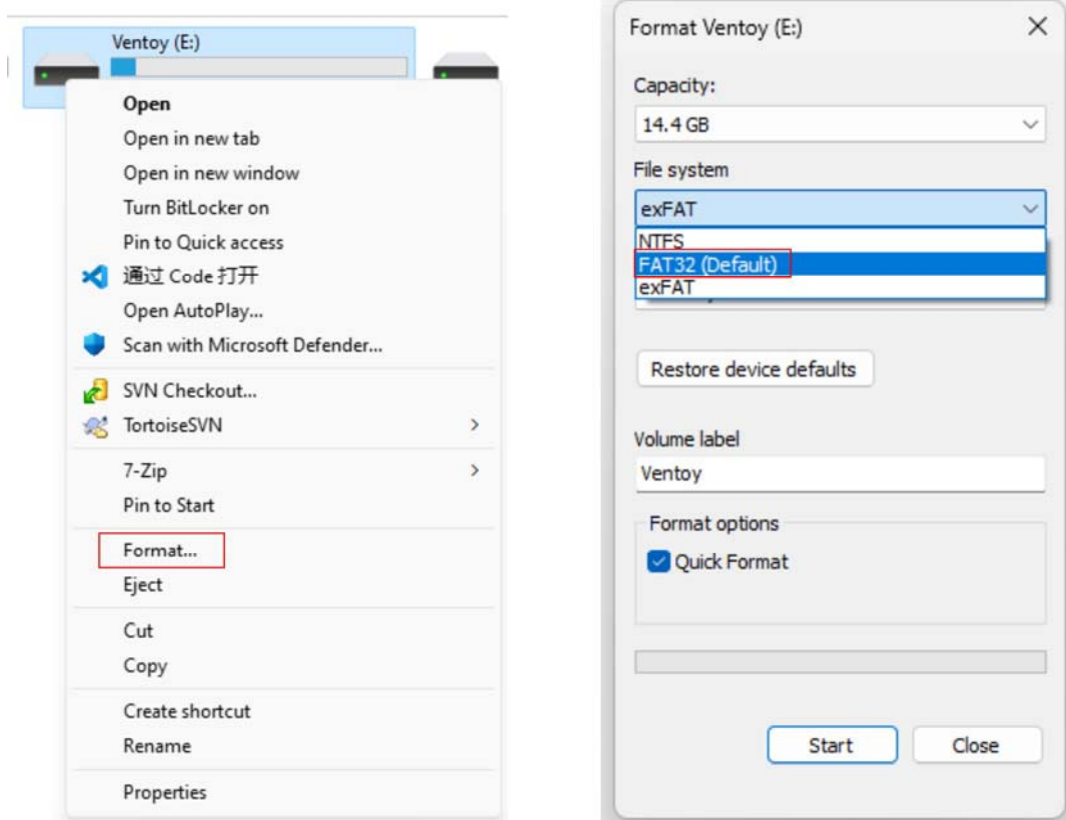 Ventoy (E:)
Open
Open in new tab
Open in new window
Turn BitLocker on
Pin to Quick access
通过 Code 打开
Open AutoPlay...
Scan with Microsoft Defender...
SVN Checkout...
TortoiseSVN
7-Zip
Pin to Start
Format...
Eject
Cut
Copy
Create shortcut
Rename
Properties
Format Ventoy (E:)
Capacity:
14.4 GB
File system
exFAT
NTFS
FAT32 (Default)
exFAT
Restore device defaults
Volume label
Ventoy
Format options
Quick Format
Start
Close